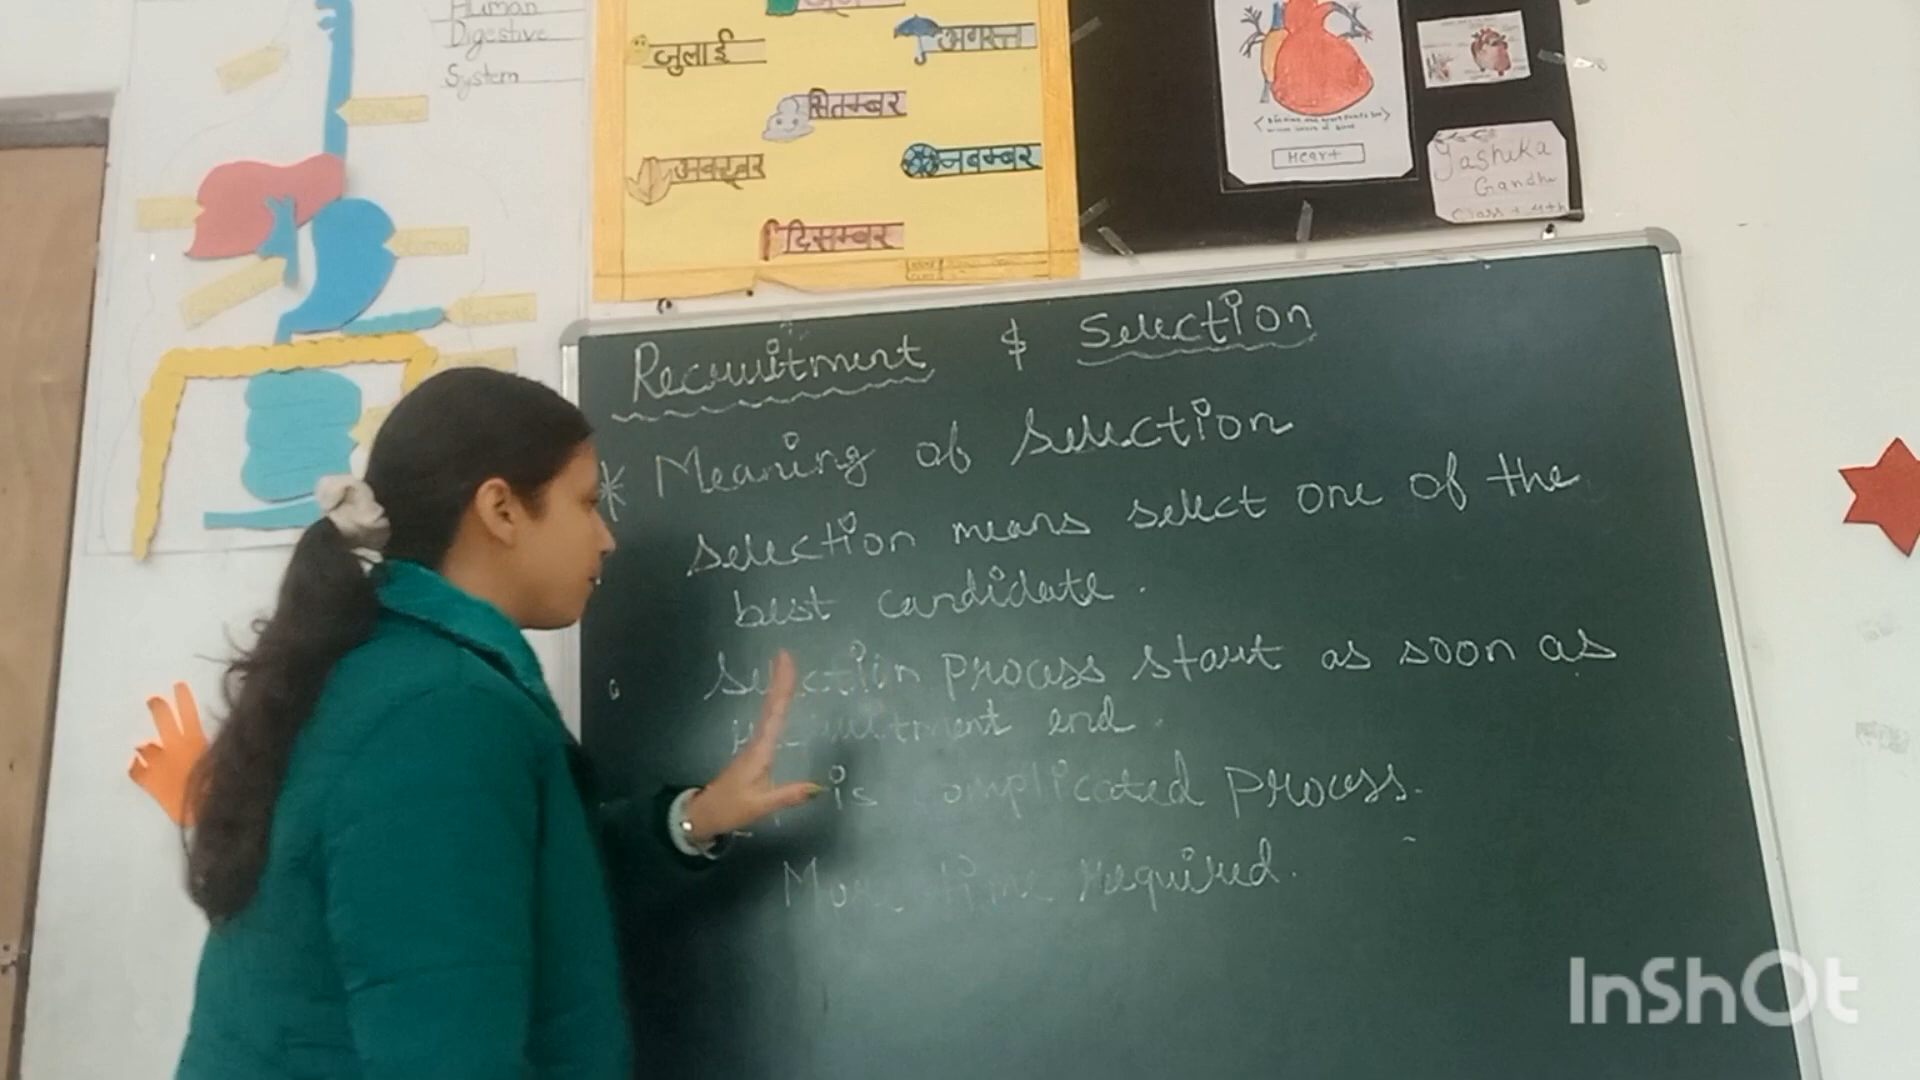 Human
Digestive
System
जुलाई
अगस्त
सितम्बर
अक्टूबर
नवम्बर
दिसम्बर
Heart
Yashika
Gandhi
Class : 4th
Recruitment & Selection
* Meaning of Selection
Selection means select one of the
best candidate.
Selection process start as soon as
recruitment end.
is complicated process.
More time required.
InShOt